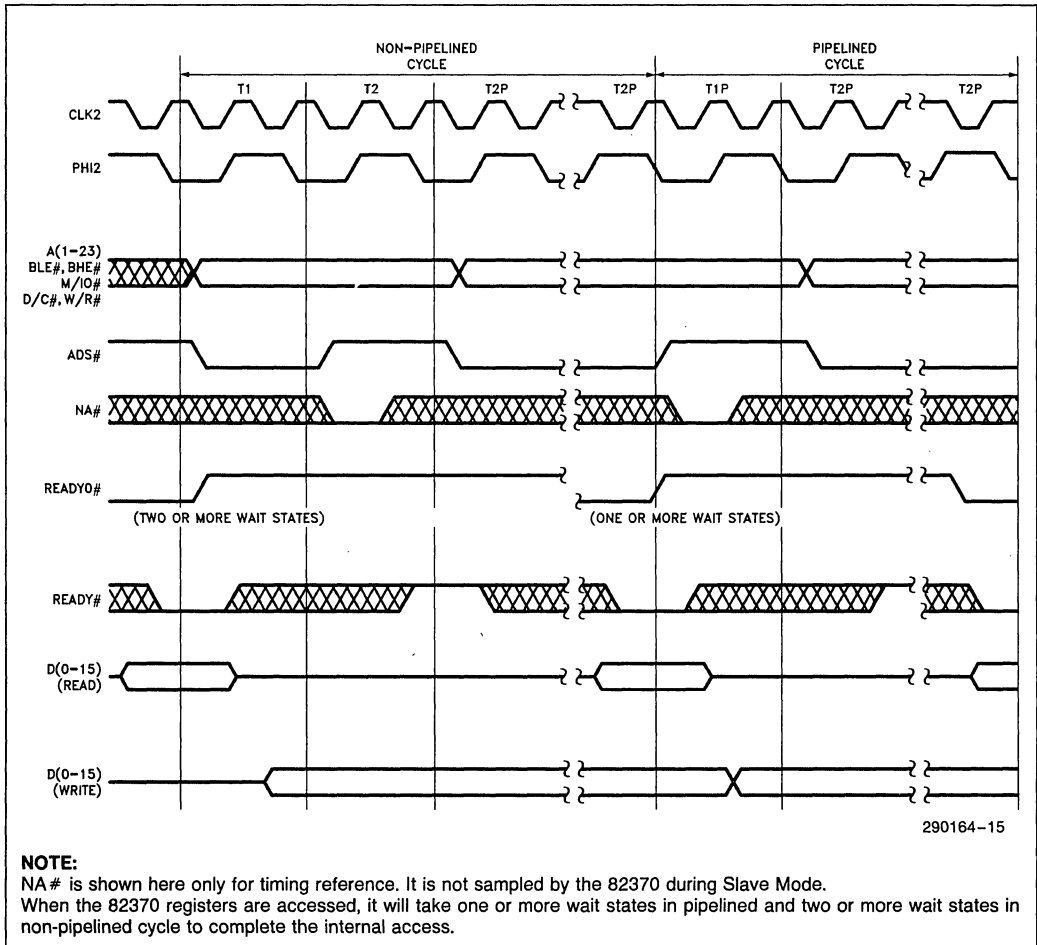 NON-PIPELINED
CYCLE
PIPELINED
CYCLE
T1
T2
T2P
T2P
T1P
T2P
T2P
CLK2
PHI2
A(1-23)
BLE#, BHE#
M/IO#
D/C#, W/R#
ADS#
NA#
READYO#
(TWO OR MORE WAIT STATES)
(ONE OR MORE WAIT STATES)
READY#
D(0-15)
(READ)
D(0-15)
(WRITE)
290164-15
NOTE:
NA# is shown here only for timing reference. It is not sampled by the 82370 during Slave Mode.
When the 82370 registers are accessed, it will take one or more wait states in pipelined and two or more wait states in
non-pipelined cycle to complete the internal access.